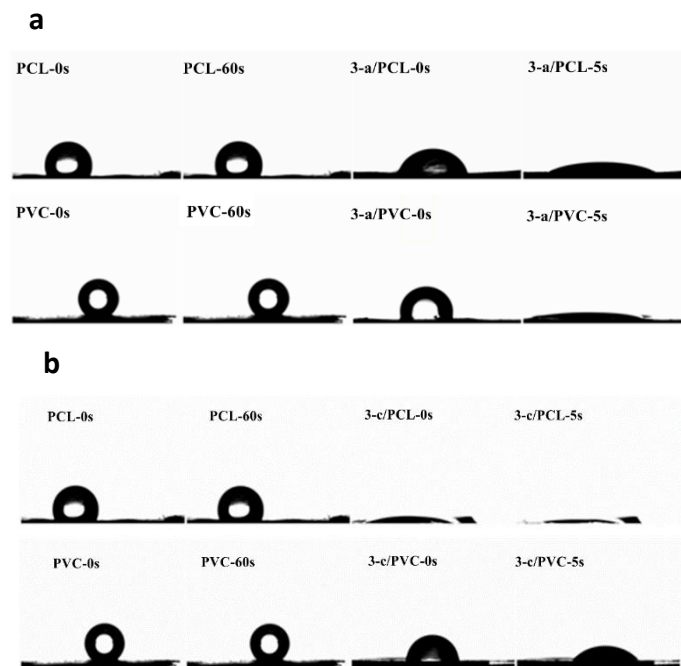 a
PCL-0s PCL-60s 3-a/PCL-0s 3-a/PCL-5s
PVC-0s PVC-60s 3-a/PVC-0s 3-a/PVC-5s
b
PCL-0s PCL-60s 3-c/PCL-0s 3-c/PCL-5s
PVC-0s PVC-60s 3-c/PVC-0s 3-c/PVC-5s